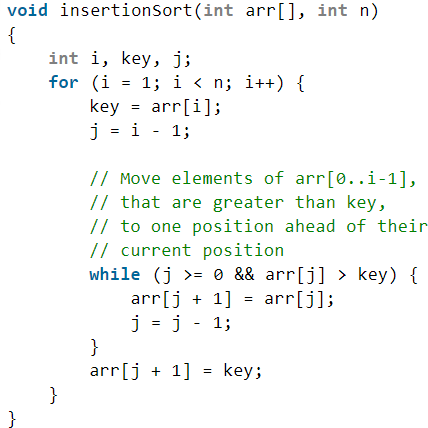 void insertionSort(int arr[], int n)
{
    int i, key, j;
    for (i = 1; i < n; i++) {
        key = arr[i];
        j = i - 1;

        // Move elements of arr[0..i-1],
        // that are greater than key,
        // to one position ahead of their
        // current position
        while (j >= 0 && arr[j] > key) {
            arr[j + 1] = arr[j];
            j = j - 1;
        }
        arr[j + 1] = key;
    }
}